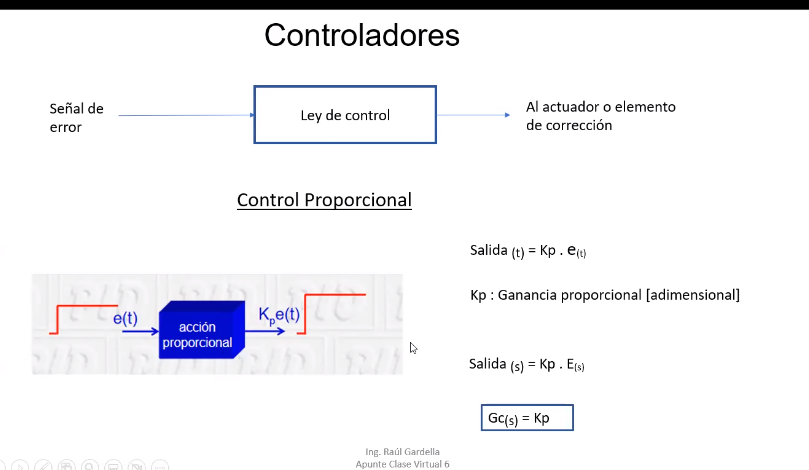 Controladores
Señal de
error
Ley de control
Al actuador o elemento
de corrección
Control Proporcional
Salida (t) = Kp . e(t)
Kp : Ganancia proporcional [adimensional]
e(t)
acción
proporcional
Kpe(t)
Salida (s) = Kp . E(s)
Gc(s) = Kp
Ing. Raúl Gardella
Apunte Clase Virtual 6